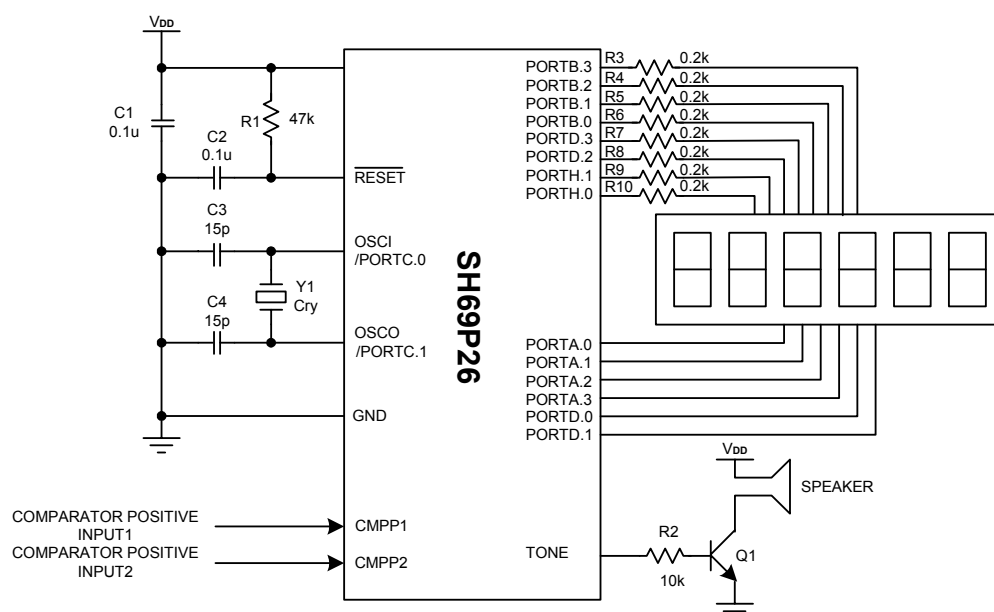 VDD
C1
0.1u
C2
0.1u
R1
47k
RESET
C3
15p
OSCI
/PORTC.0
Y1
Cry
C4
15p
OSCO
/PORTC.1
GND
COMPARATOR POSITIVE
INPUT1
CMPP1
COMPARATOR POSITIVE
INPUT2
CMPP2
SH69P26
PORTB.3 R3 0.2k
PORTB.2 R4 0.2k
PORTB.1 R5 0.2k
PORTB.0 R6 0.2k
PORTD.3 R7 0.2k
PORTD.2 R8 0.2k
PORTH.1 R9 0.2k
PORTH.0 R10 0.2k
PORTA.0
PORTA.1
PORTA.2
PORTA.3
PORTD.0
PORTD.1
VDD
SPEAKER
TONE
R2
10k
Q1